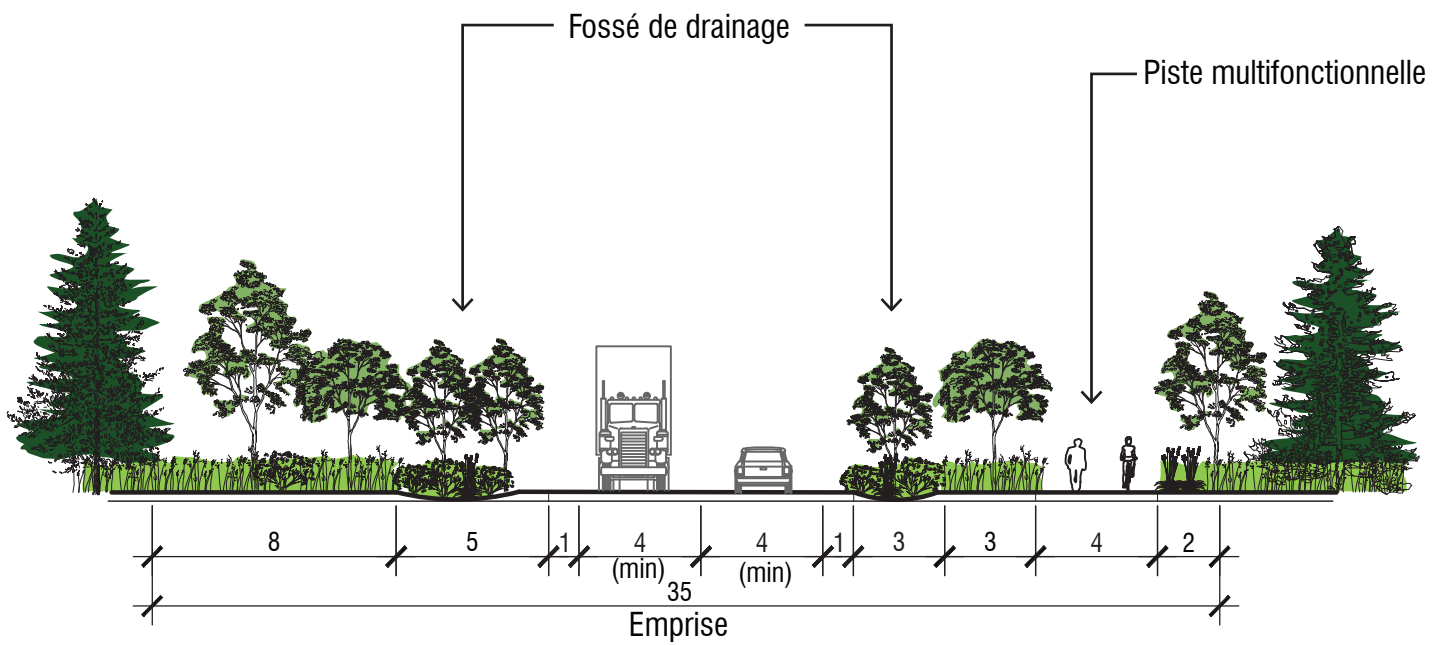 Fossé de drainage
Piste multifonctionnelle
8 5 1 4 4 1 3 3 4 2
(min) (min)
35
Emprise